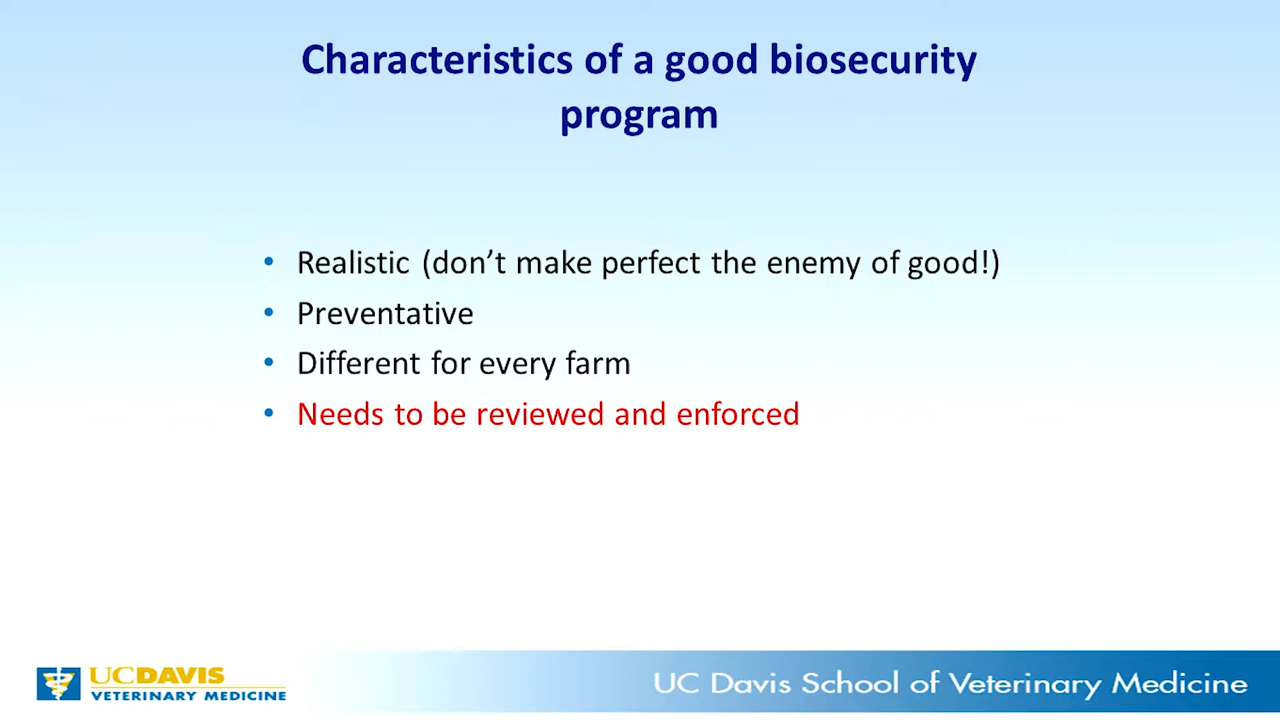 Characteristics of a good biosecurity
program
• Realistic (don’t make perfect the enemy of good!)
• Preventative
• Different for every farm
• Needs to be reviewed and enforced
UCDAVIS
VETERINARY MEDICINE
UC Davis School of Veterinary Medicine